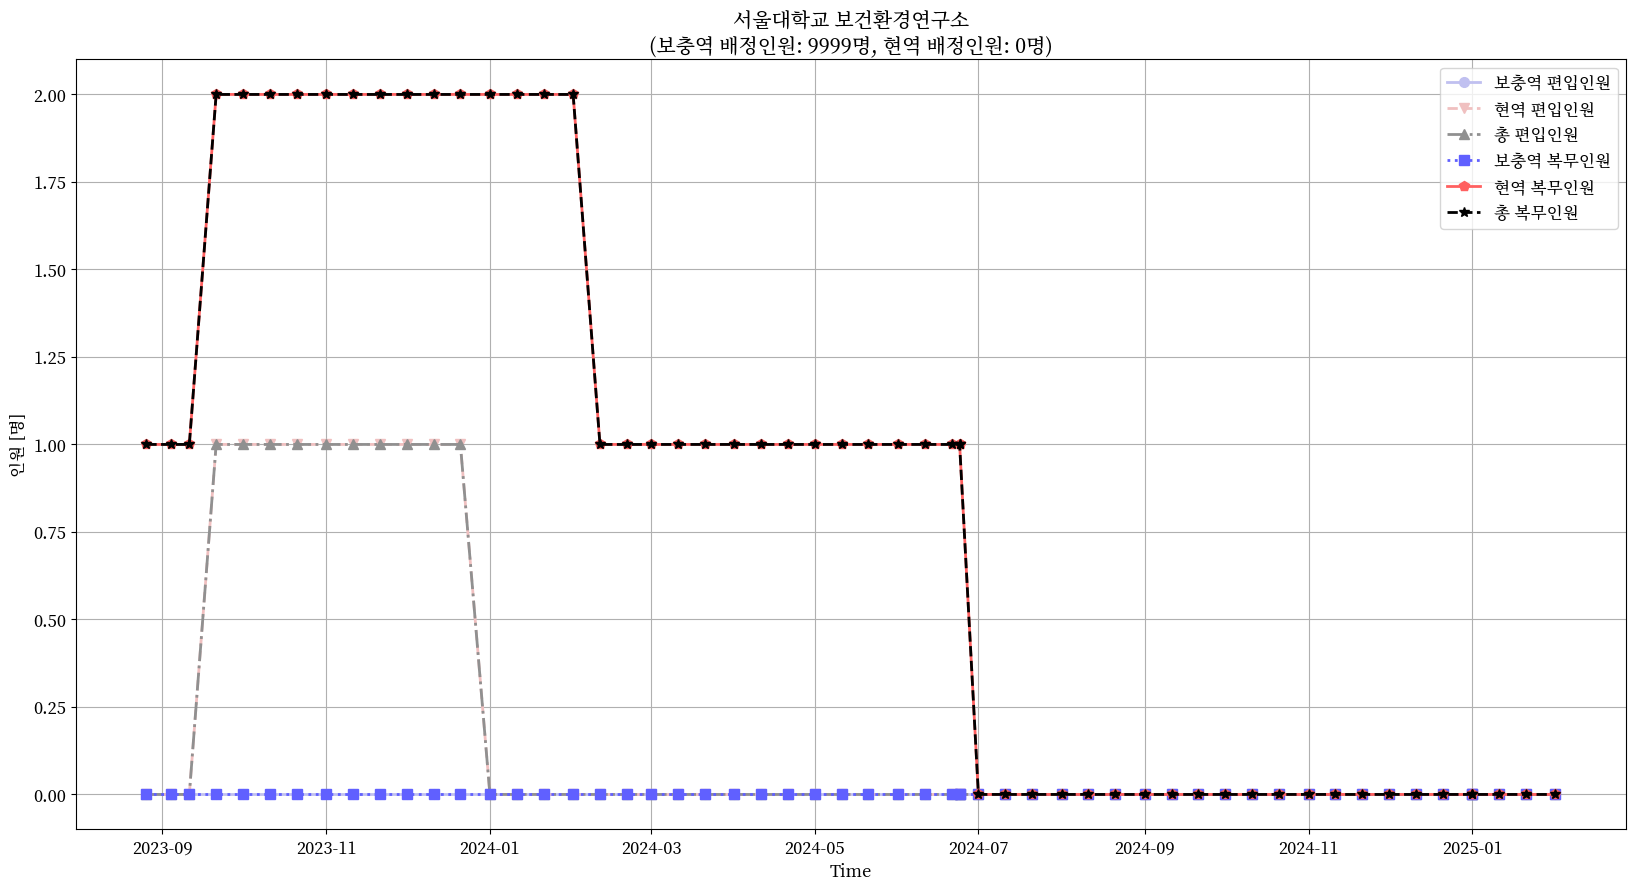 서울대학교 보건환경연구소
(보충역 배정인원: 9999명, 현역 배정인원: 0명)
보충역 편입인원
현역 편입인원
총 편입인원
보충역 복무인원
현역 복무인원
총 복무인원
인원 [명]
2.00
1.75
1.50
1.25
1.00
0.75
0.50
0.25
0.00
2023-09
2023-11
2024-01
2024-03
2024-05
2024-07
2024-09
2024-11
2025-01
Time